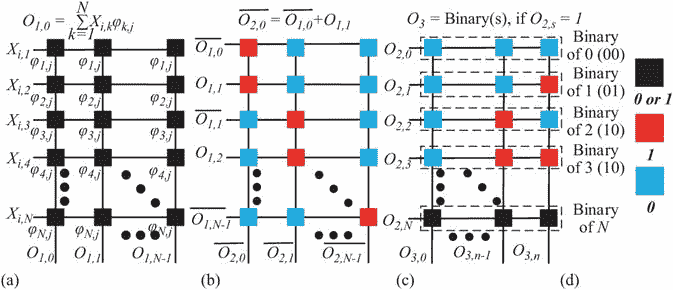 O1,0 = N∑k=1 Xi,kφk,j
O2,0 = O1,0+O1,1
O3 = Binary(s), if O2,s = 1
Xi,1
φ1,j φ1,j φ1,j
Xi,2
φ2,j φ2,j φ2,j
Xi,3
φ3,j φ3,j φ3,j
Xi,4
φ4,j φ4,j φ4,j
Xi,N
φN,j φN,j φN,j
O1,0 O1,1 O1,N-1
(a)
O1,0
O1,1
O1,1
O1,2
O1,N-1
O2,0 O2,1 O2,N-1
(b)
O2,0
Binary
of 0 (00)
O2,1
Binary
of 1 (01)
O2,2
Binary
of 2 (10)
O2,3
Binary
of 3 (10)
O2,N
Binary
of N
O3,0 O3,n-1 O3,n
(c)
0 or 1
1
0
(d)